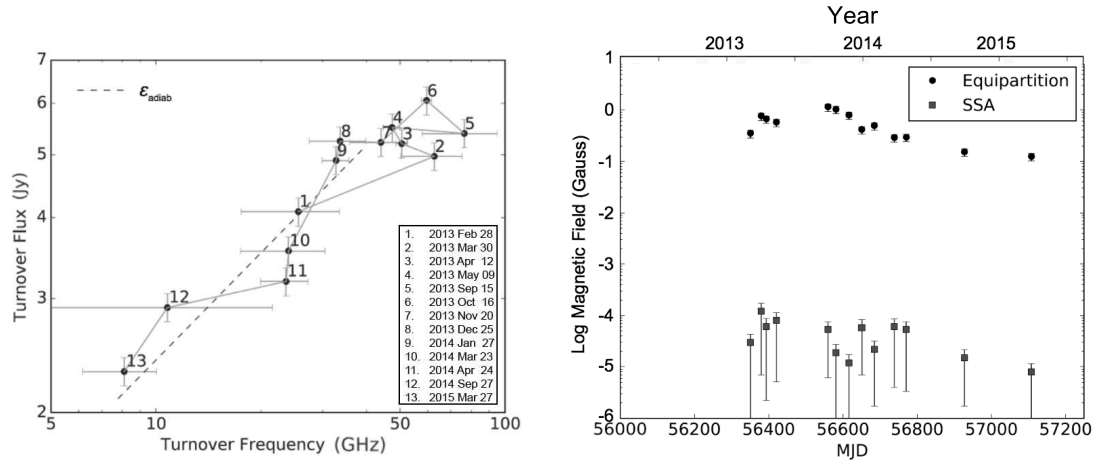 7
6
5
4
3
2
Turnover Flux (Jy)
ε adiab
6
4
5
8
7
3
2
9
1
10
11
12
13
1. 2013 Feb 28
2. 2013 Mar 30
3. 2013 Apr 12
4. 2013 May 09
5. 2013 Sep 15
6. 2013 Oct 16
7. 2013 Nov 20
8. 2013 Dec 25
9. 2014 Jan 27
10. 2014 Mar 23
11. 2014 Apr 24
12. 2014 Sep 27
13. 2015 Mar 27
10 50 100
Turnover Frequency (GHz)
Year
2013 2014 2015
Log Magnetic Field (Gauss)
1
0
-1
-2
-3
-4
-5
-6
Equipartition
SSA
56000 56200 56400 56600 56800 57000 57200
MJD